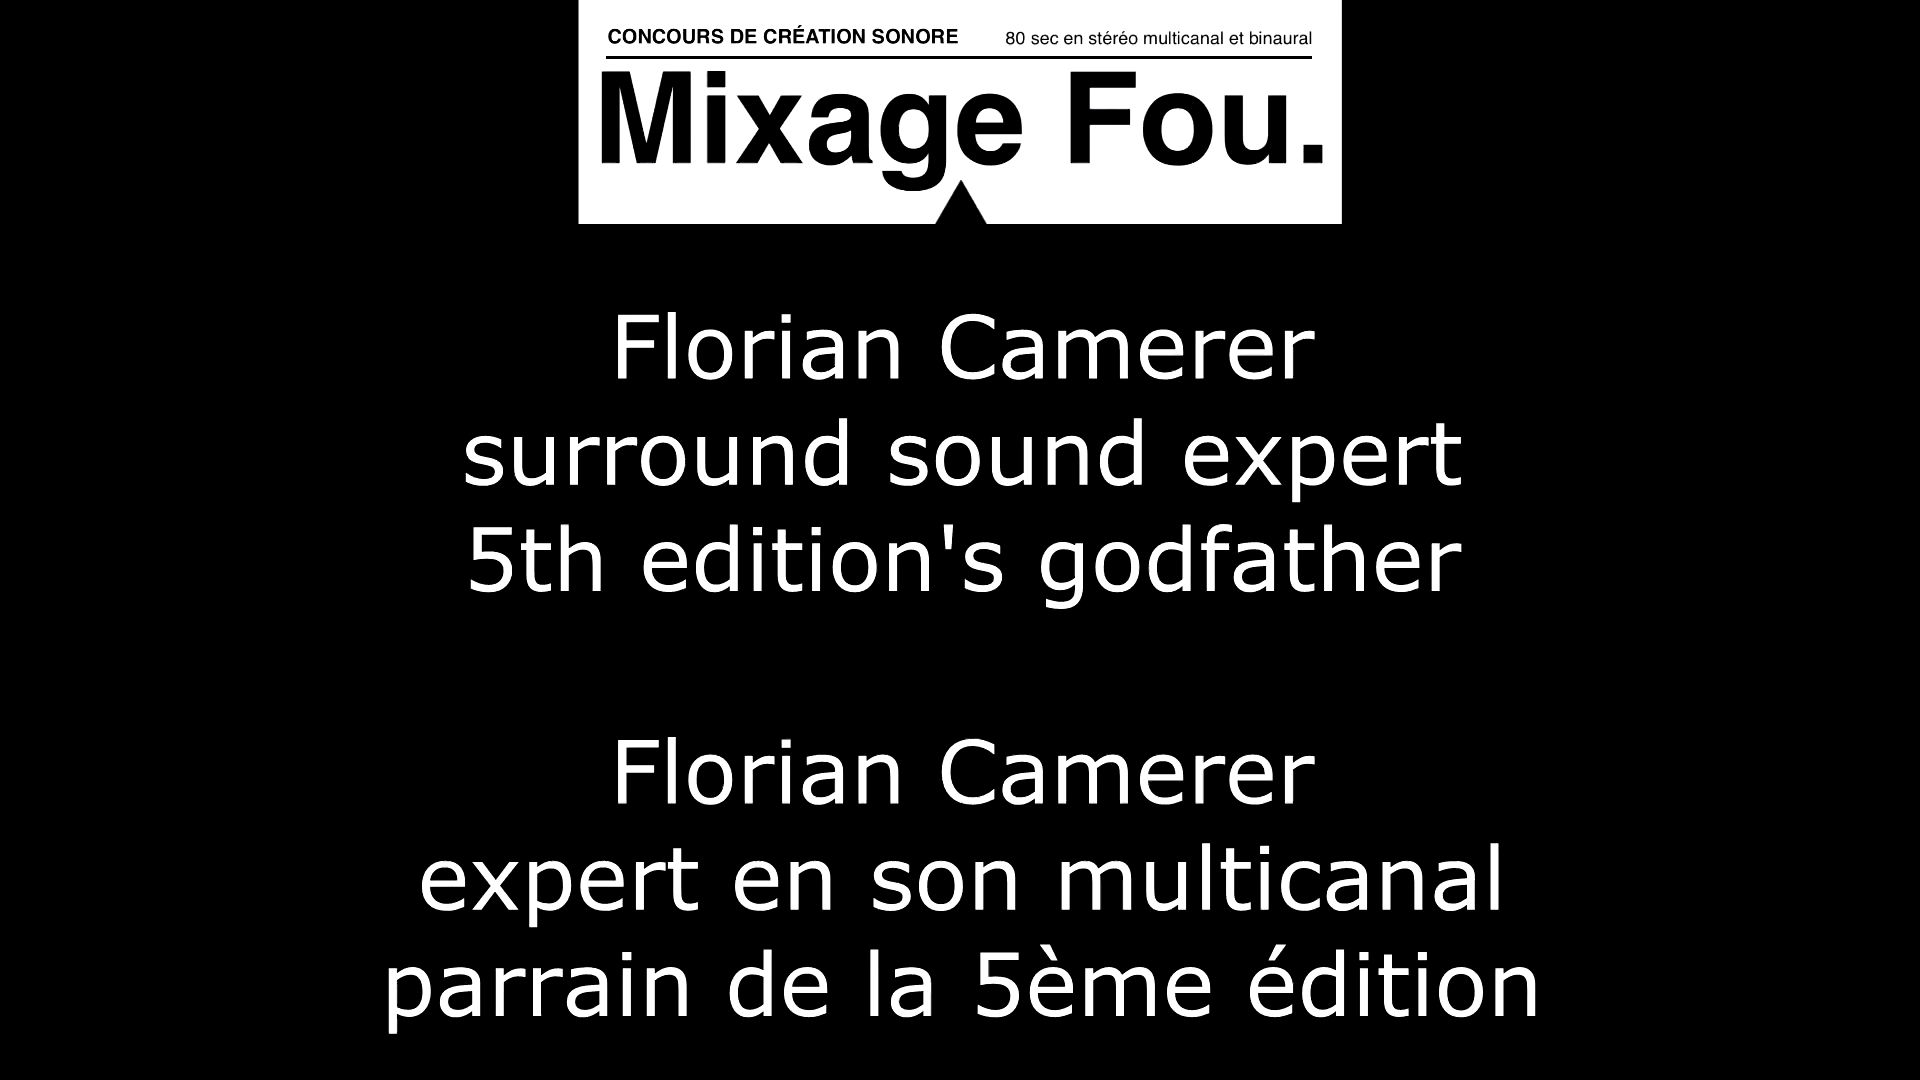 CONCOURS DE CRÉATION SONORE 80 sec en stéréo multicanal et binaural
Mixage Fou.
Florian Camerer
surround sound expert
5th edition's godfather
Florian Camerer
expert en son multicanal
parrain de la 5ème édition